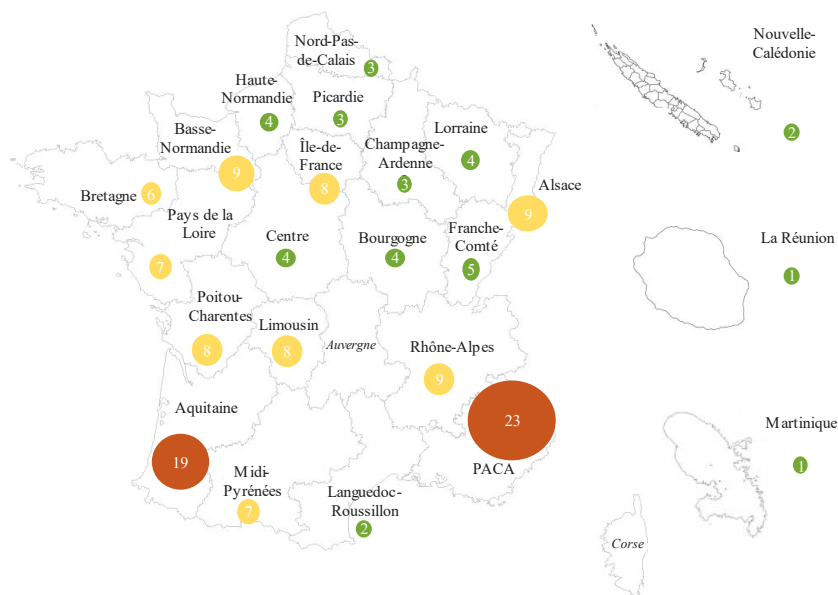 Nord-Pas-
de-Calais
3
Haute-
Normandie
4
Picardie
3
Basse-
Normandie
9
Île-de-
France
8
Champagne-
Ardenne
3
Lorraine
4
Alsace
9
Bretagne
6
Pays de la
Loire
7
Centre
4
Bourgogne
4
Franche-
Comté
5
Poitou-
Charentes
8
Limousin
8
Auvergne
Rhône-Alpes
9
Aquitaine
19
23
PACA
Midi-
Pyrénées
7
Languedoc-
Roussillon
2
Corse
Nouvelle-
Calédonie
2
La Réunion
1
Martinique
1